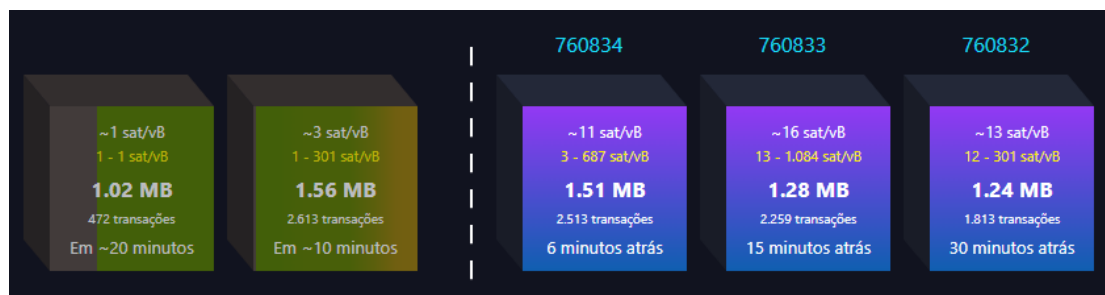 760834
760833
760832
~1 sat/vB
1 - 1 sat/vB
1.02 MB
472 transações
Em ~20 minutos
~3 sat/vB
1 - 301 sat/vB
1.56 MB
2.613 transações
Em ~10 minutos
~11 sat/vB
3 - 687 sat/vB
1.51 MB
2.513 transações
6 minutos atrás
~16 sat/vB
13 - 1.084 sat/vB
1.28 MB
2.259 transações
15 minutos atrás
~13 sat/vB
12 - 301 sat/vB
1.24 MB
1.813 transações
30 minutos atrás